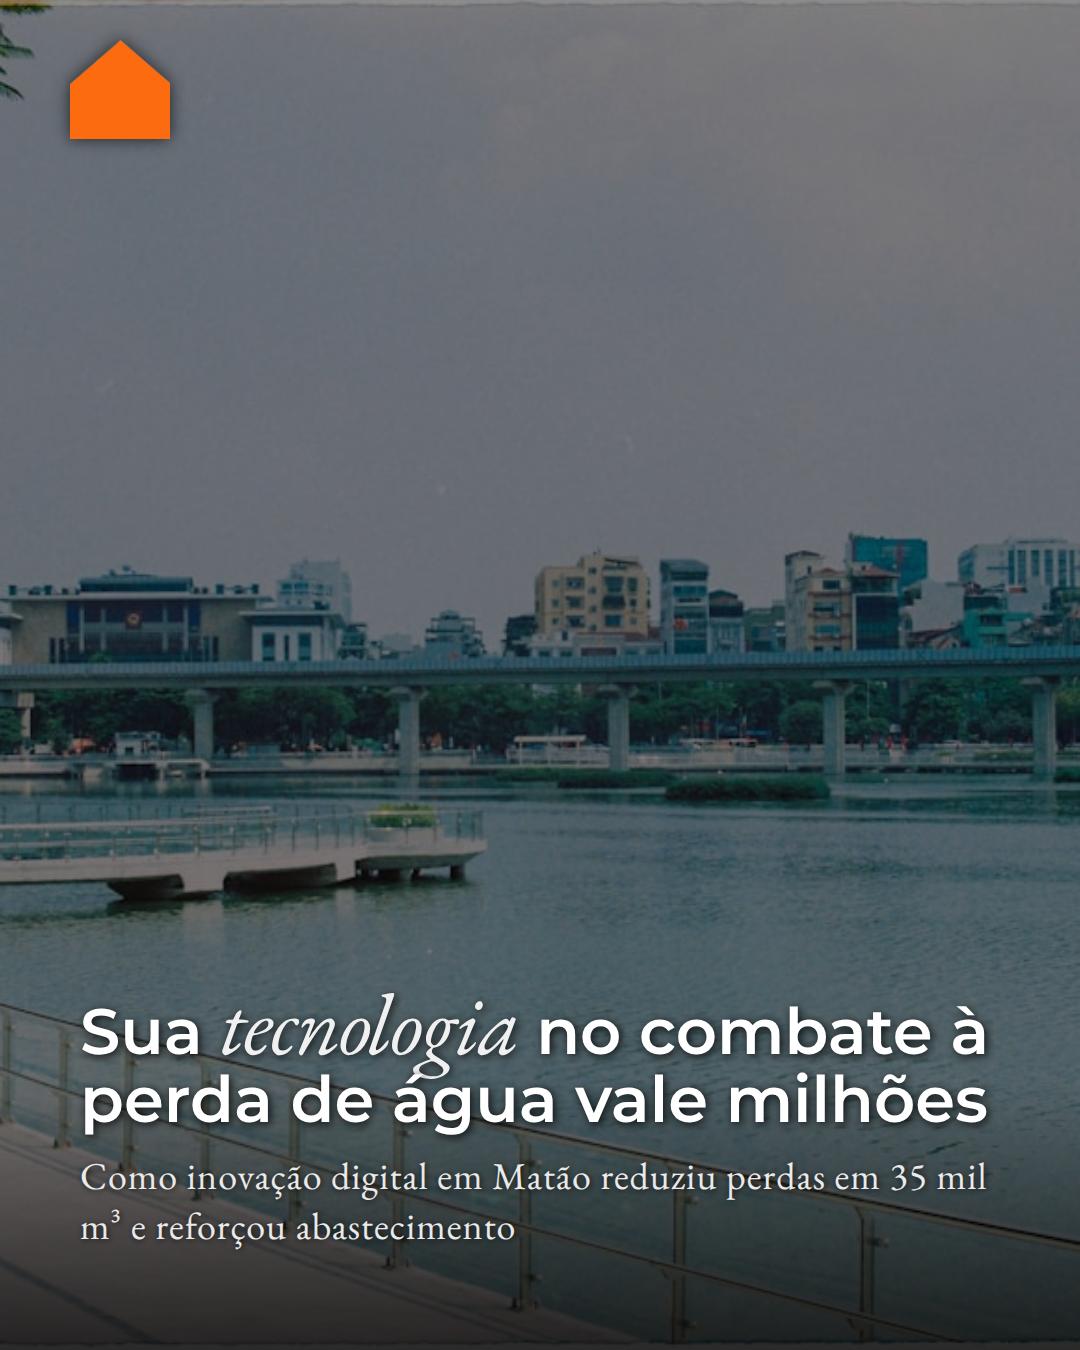 Sua tecnologia no combate à
perda de água vale milhões
Como inovação digital em Matão reduziu perdas em 35 mil
m³ e reforçou abastecimento